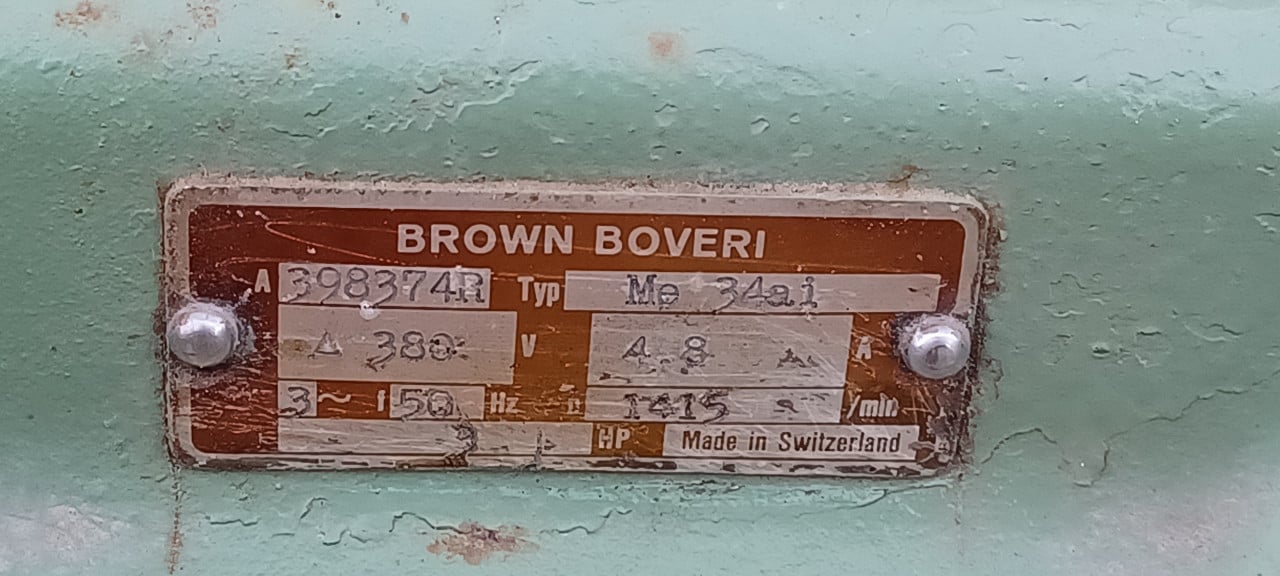 BROWN BOVERI
A 398374R Typ Me 34ai
△ 380 V 4.8 A
3~ f 50 Hz n 1415 /min
HP Made in Switzerland